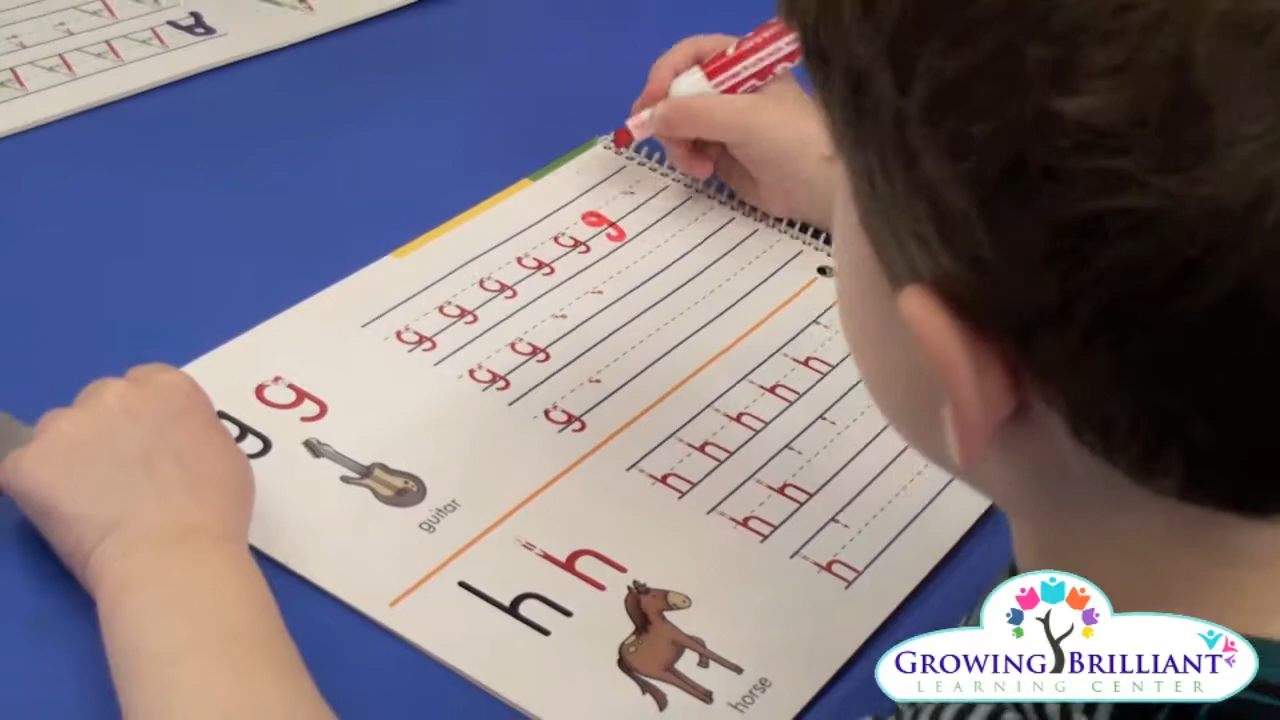 A
g g g g g g
g g
g
g g
guitar
h h h h
h h
h
h h
horse
GROWING BRILLIANT
LEARNING CENTER